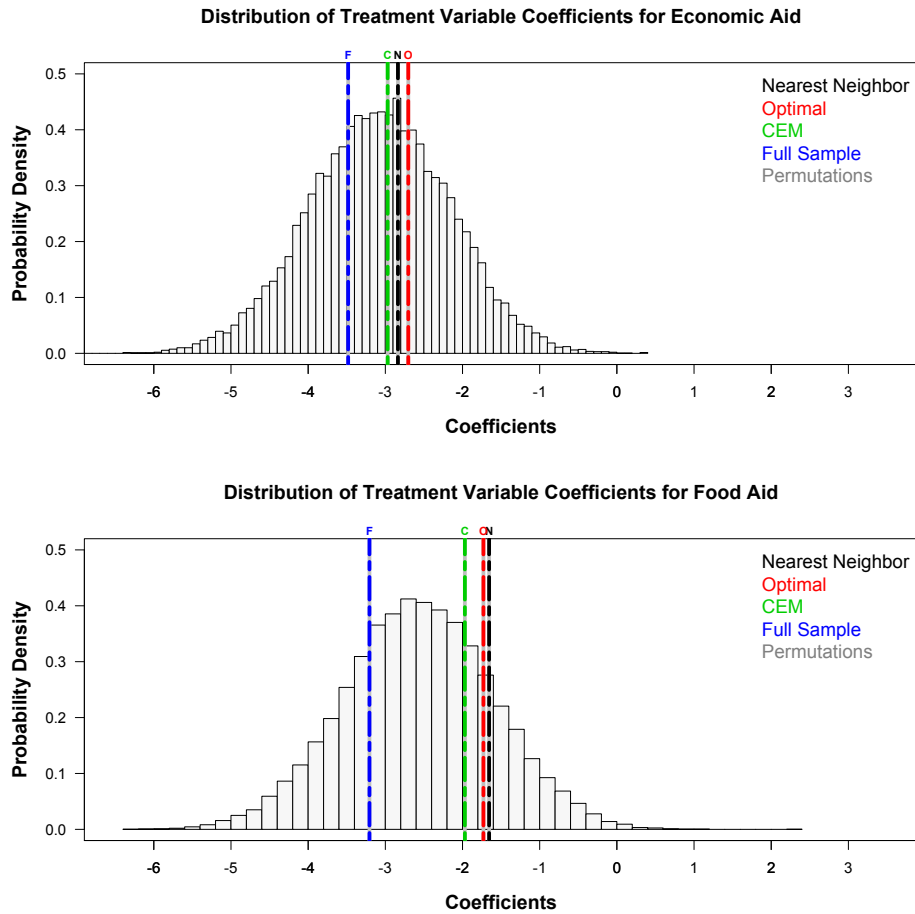 Distribution of Treatment Variable Coefficients for Economic Aid
F C N O
0.5
0.4
0.3
0.2
0.1
0.0
Probability Density
Nearest Neighbor
Optimal
CEM
Full Sample
Permutations
-6 -5 -4 -3 -2 -1 0 1 2 3
Coefficients
Distribution of Treatment Variable Coefficients for Food Aid
F C O N
0.5
0.4
0.3
0.2
0.1
0.0
Probability Density
Nearest Neighbor
Optimal
CEM
Full Sample
Permutations
-6 -5 -4 -3 -2 -1 0 1 2 3
Coefficients